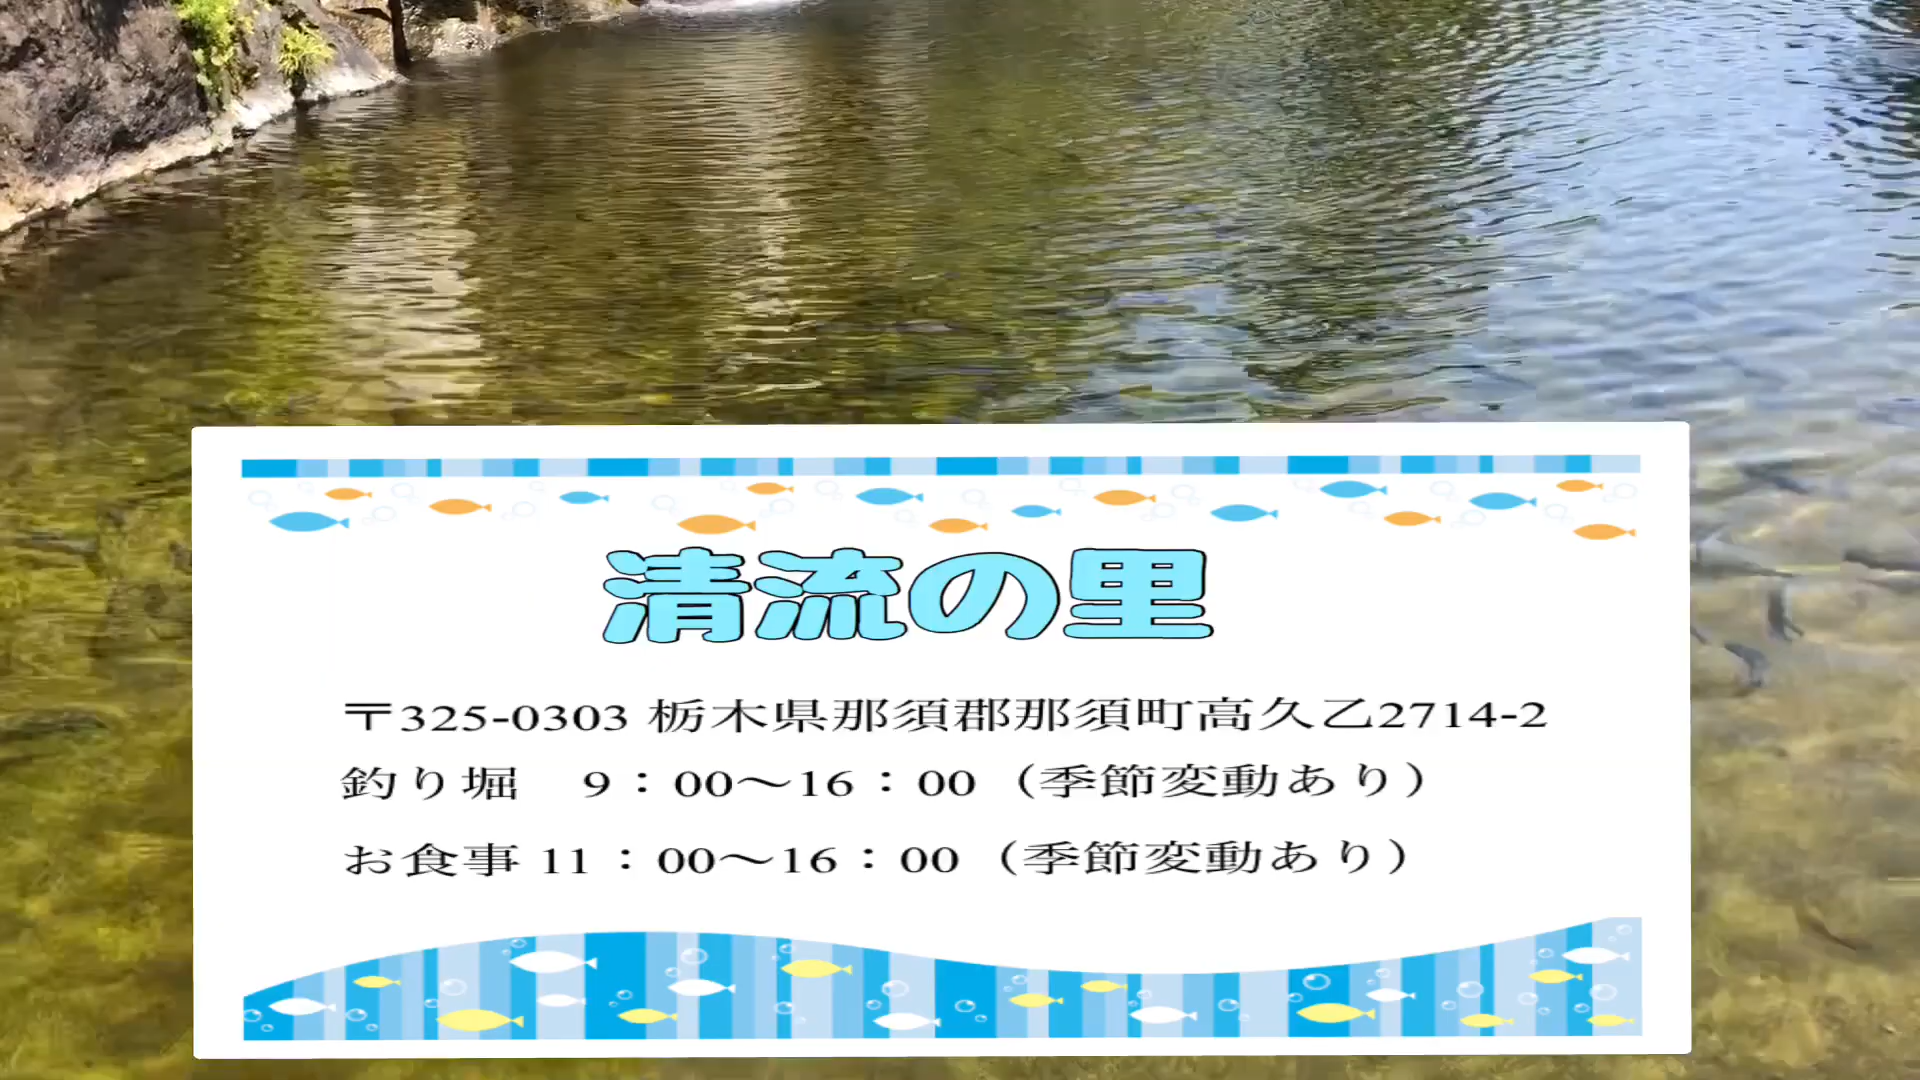 清流の里
〒325-0303 栃木県那須郡那須町高久乙2714-2
釣り堀　9：00〜16：00（季節変動あり）
お食事 11：00〜16：00（季節変動あり）